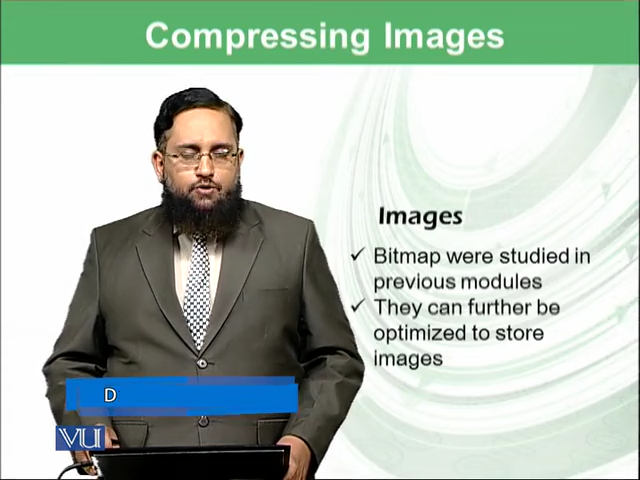 Compressing Images
Images
✓ Bitmap were studied in
previous modules
✓ They can further be
optimized to store
images
D
VU